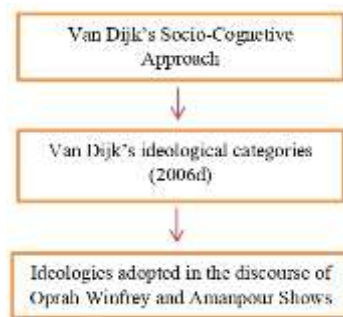 Van Dijk's Socio-Cognetive
Approach
Van Dijk's ideological categories
(2006d)
Ideologies adopted in the discourse of
Oprah Winfrey and Amanpour Shows